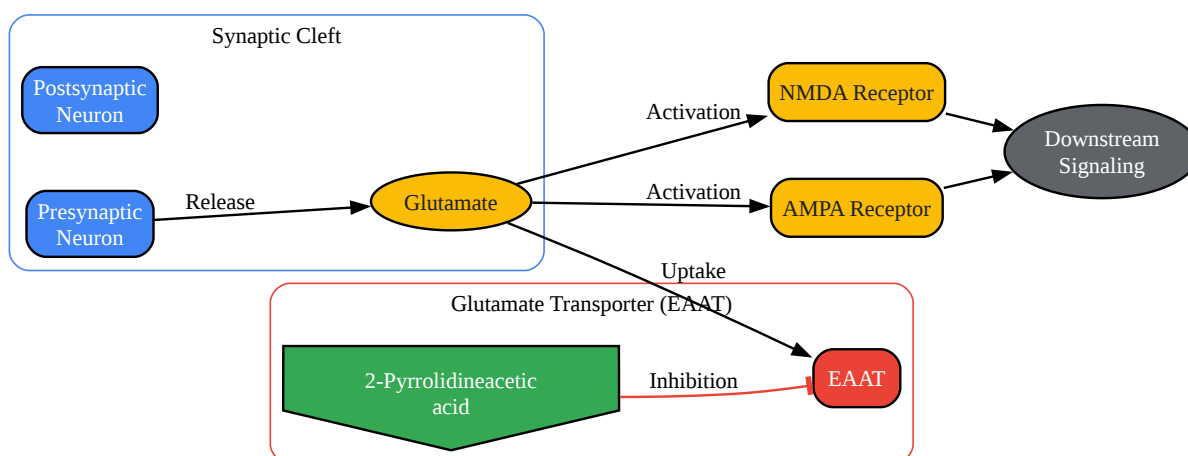 Synaptic Cleft
Postsynaptic
Neuron
NMDA Receptor
Activation
Downstream
Signaling
Presynaptic
Neuron
Release
Glutamate
Activation
AMPA Receptor
Uptake
Glutamate Transporter (EAAT)
2-Pyrrolidineacetic
acid
Inhibition
EAAT